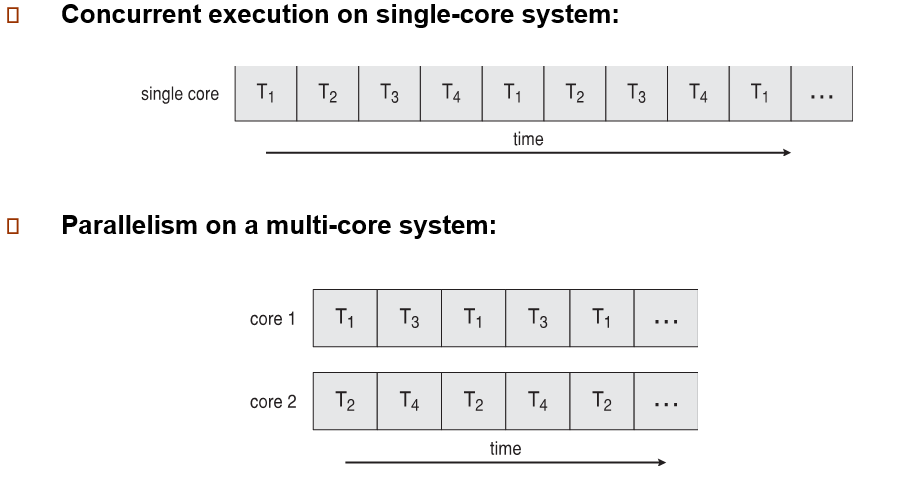 Concurrent execution on single-core system:
single core T₁ T₂ T₃ T₄ T₁ T₂ T₃ T₄ T₁ ...
time
Parallelism on a multi-core system:
core 1 T₁ T₃ T₁ T₃ T₁ ...
core 2 T₂ T₄ T₂ T₄ T₂ ...
time